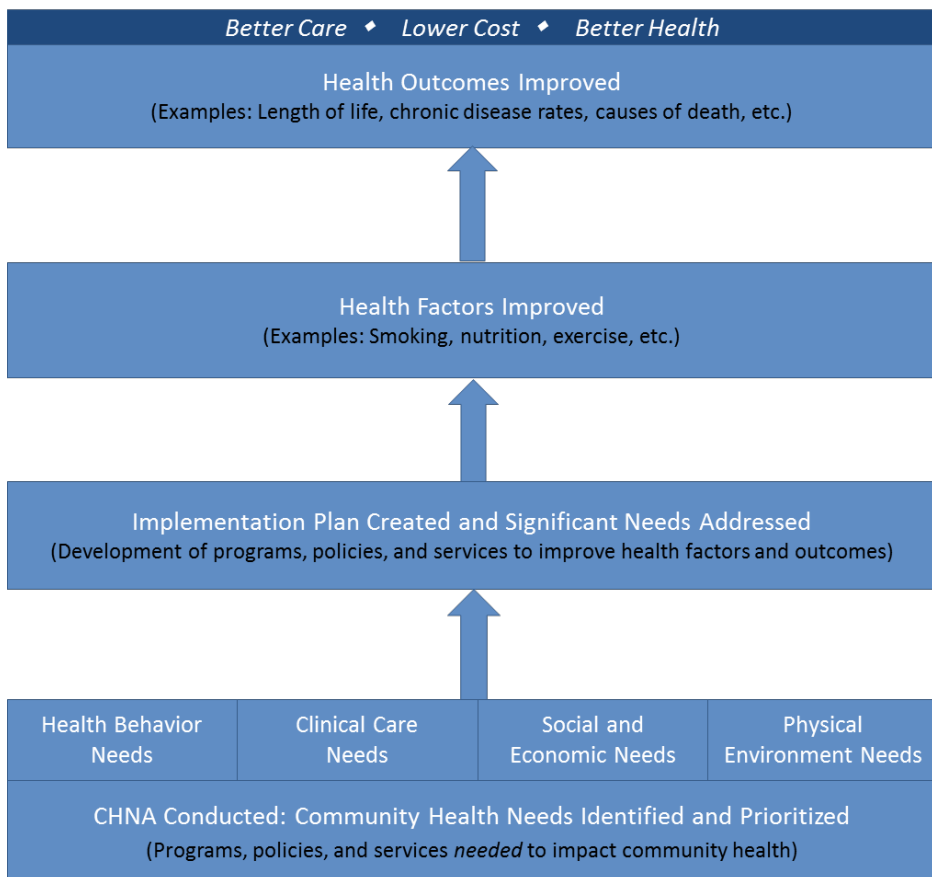 Better Care ◆ Lower Cost ◆ Better Health
Health Outcomes Improved
(Examples: Length of life, chronic disease rates, causes of death, etc.)
Health Factors Improved
(Examples: Smoking, nutrition, exercise, etc.)
Implementation Plan Created and Significant Needs Addressed
(Development of programs, policies, and services to improve health factors and outcomes)
Health Behavior
Needs
Clinical Care
Needs
Social and
Economic Needs
Physical
Environment Needs
CHNA Conducted: Community Health Needs Identified and Prioritized
(Programs, policies, and services needed to impact community health)